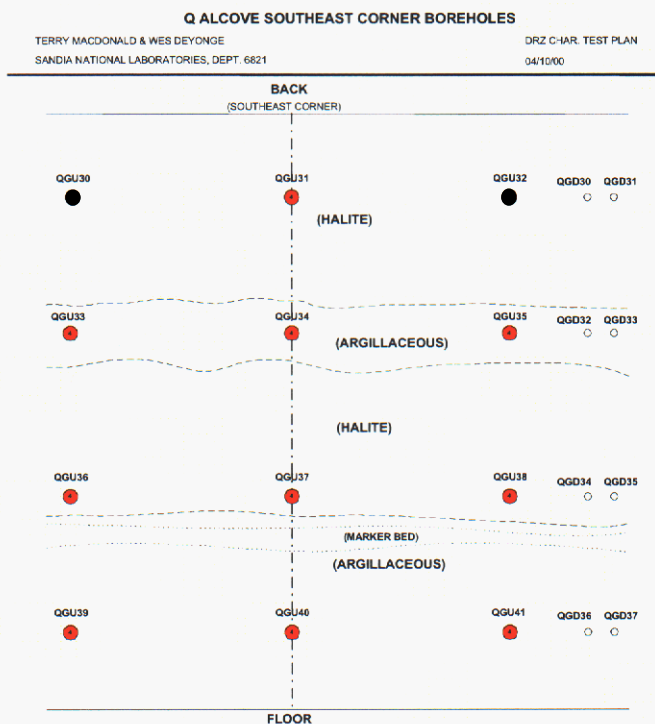 Q ALCOVE SOUTHEAST CORNER BOREHOLES
TERRY MACDONALD & WES DEYONGE
DRZ CHAR. TEST PLAN
SANDIA NATIONAL LABORATORIES, DEPT. 6821
04/10/00
BACK
(SOUTHEAST CORNER)
QGU30 QGU31 QGU32 QGD30 QGD31
(HALITE)
QGU33 QGU34 QGU35 QGD32 QGD33
(ARGILLACEOUS)
(HALITE)
QGU36 QGU37 QGU38 QGD34 QGD35
(MARKER BED)
(ARGILLACEOUS)
QGU39 QGU40 QGU41 QGD36 QGD37
FLOOR